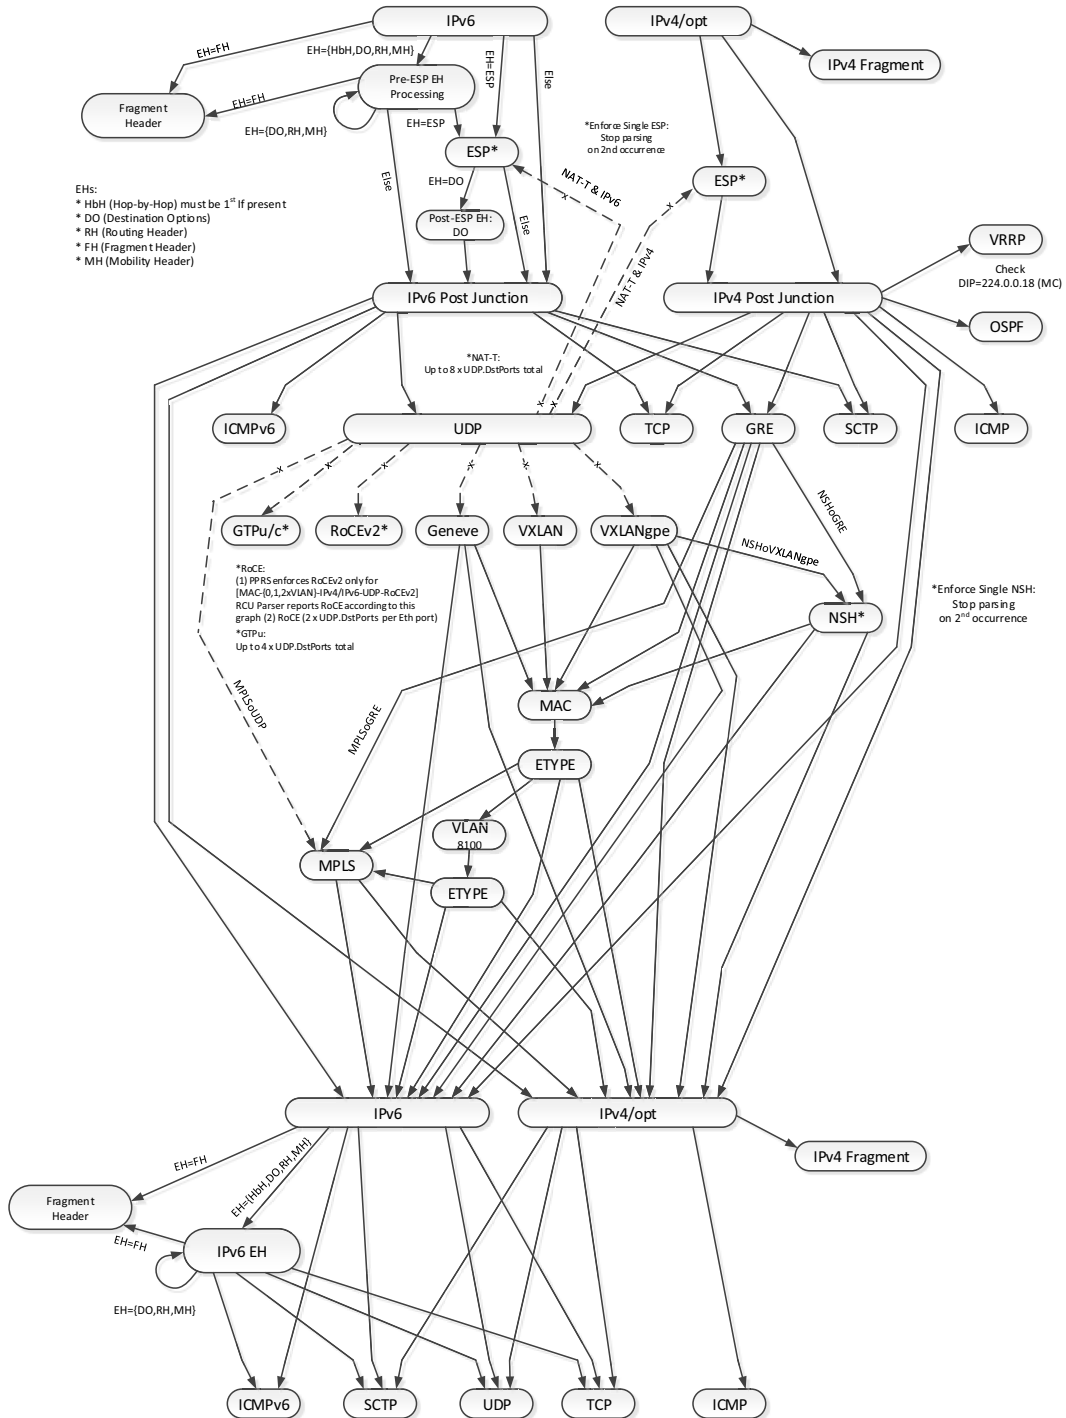 IPv6
IPv4/opt
EH=FH
EH={HbH,DO,RH,MH}
EH=ESP
Else
IPv4 Fragment
Pre-ESP EH
Processing
Fragment
Header
EH=FH
EH={DO,RH,MH}
EH=ESP
*Enforce Single ESP:
Stop parsing
on 2nd occurrence
ESP*
ESP*
Else
EH=DO
NAT-T & IPv6
x
x
EHs:
* HbH (Hop-by-Hop) must be 1st If present
* DO (Destination Options)
* RH (Routing Header)
* FH (Fragment Header)
* MH (Mobility Header)
Post-ESP EH:
DO
Else
NAT-T & IPv4
VRRP
Check
DIP=224.0.0.18 (MC)
IPv6 Post Junction
IPv4 Post Junction
OSPF
*NAT-T:
Up to 8 x UDP.DstPorts total
x
x
ICMPv6
UDP
TCP
GRE
SCTP
ICMP
x
x
x
x
x
x
NSHoGRE
GTPu/c*
RoCEv2*
Geneve
VXLAN
VXLANgpe
NSHoVXLANgpe
*RoCE:
(1) PPRS enforces RoCEv2 only for
[MAC-{0,1,2xVLAN}-IPv4/IPv6-UDP-RoCEv2]
RCU Parser reports RoCE according to this
graph (2) RoCE (2 x UDP.DstPorts per Eth port)
*GTPu:
Up to 4 x UDP.DstPorts total
*Enforce Single NSH:
Stop parsing
on 2nd occurrence
NSH*
MPLSoUDP
MPLSoGRE
MAC
ETYPE
VLAN
8100
MPLS
ETYPE
IPv6
IPv4/opt
IPv4 Fragment
EH=FH
EH={HbH,DO,RH,MH}
Fragment
Header
EH=FH
IPv6 EH
EH={DO,RH,MH}
ICMPv6
SCTP
UDP
TCP
ICMP